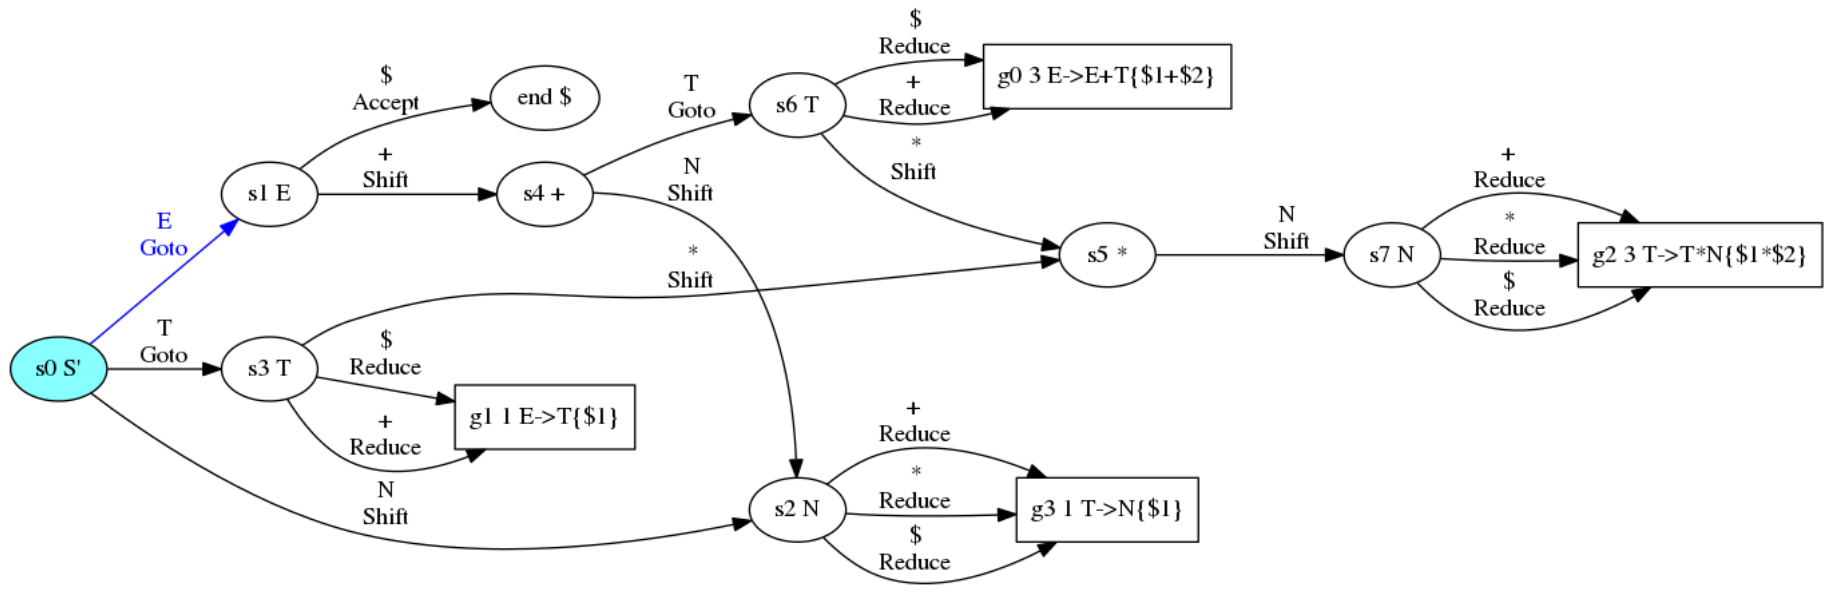 $
Reduce
g0 3 E->E+T{$1+$2}
+
Reduce
s6 T
T
Goto
$
Accept
end $
*
Shift
+
Shift
s1 E
s4 +
N
Shift
+
Reduce
*
Reduce
E
Goto
*
Shift
s5 *
N
Shift
s7 N
g2 3 T->T*N{$1*$2}
$
Reduce
s0 S'
T
Goto
s3 T
$
Reduce
g1 1 E->T{$1}
+
Reduce
N
Shift
+
Reduce
*
Reduce
s2 N
g3 1 T->N{$1}
$
Reduce